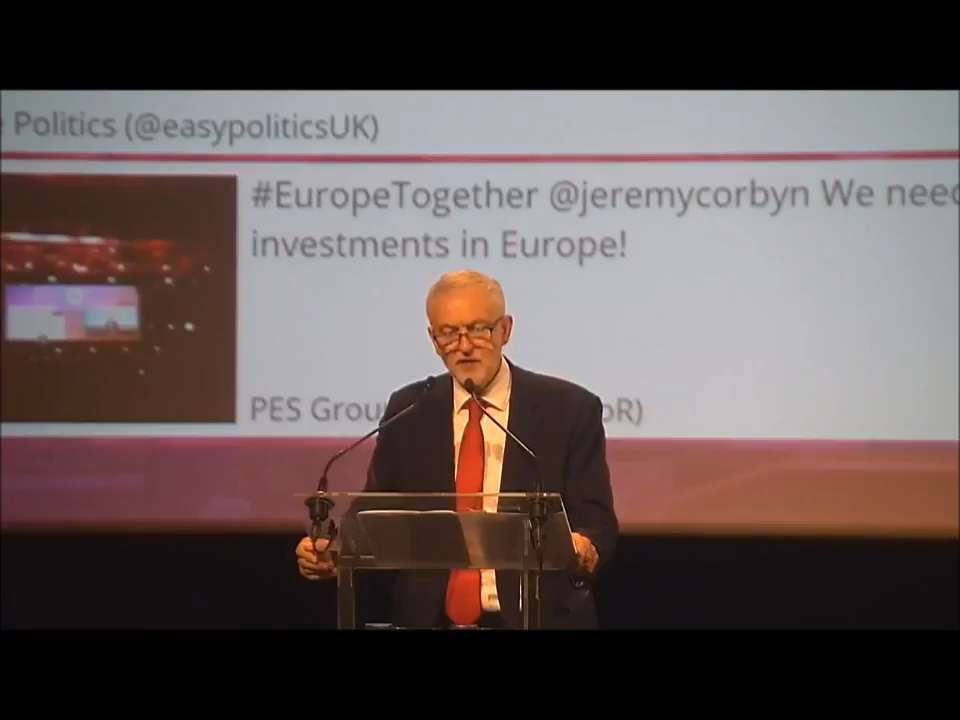 Politics (@easypoliticsUK)
#EuropeTogether @jeremycorbyn We need
investments in Europe!
PES Grou oR)